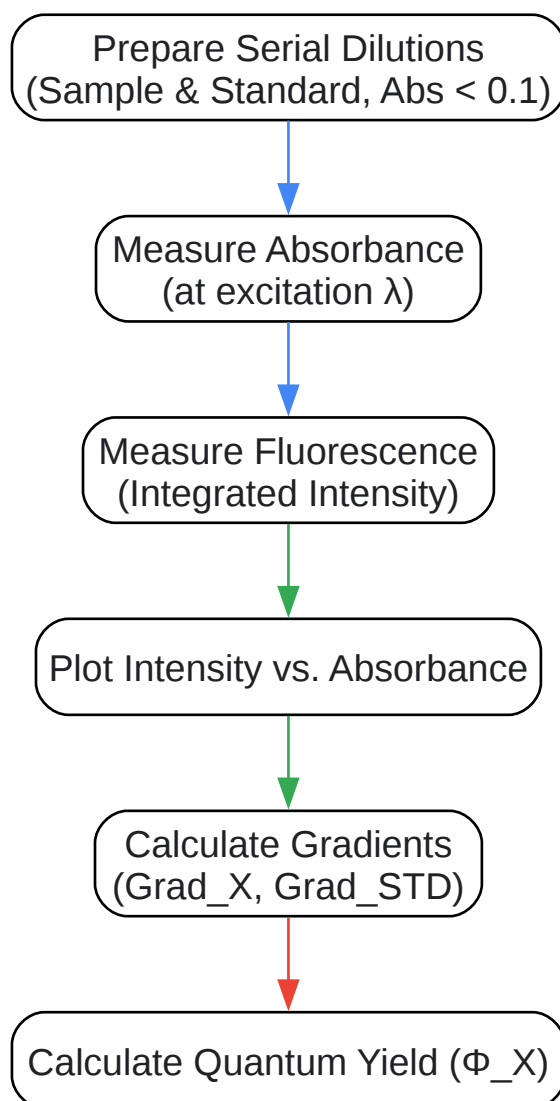 Prepare Serial Dilutions
(Sample & Standard, Abs < 0.1)
Measure Absorbance
(at excitation λ)
Measure Fluorescence
(Integrated Intensity)
Plot Intensity vs. Absorbance
Calculate Gradients
(Grad_X, Grad_STD)
Calculate Quantum Yield (Φ_X)